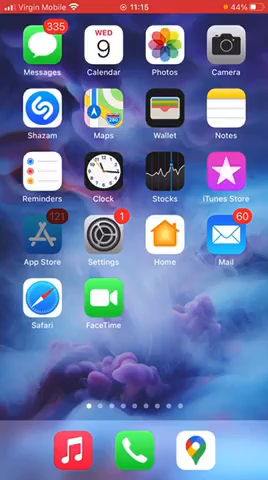 Virgin Mobile 11:15 44%
335
WED
9
Messages Calendar Photos Camera
280
Shazam Maps Wallet Notes
Reminders Clock Stocks iTunes Store
121 1 60
App Store Settings Home Mail
Safari FaceTime